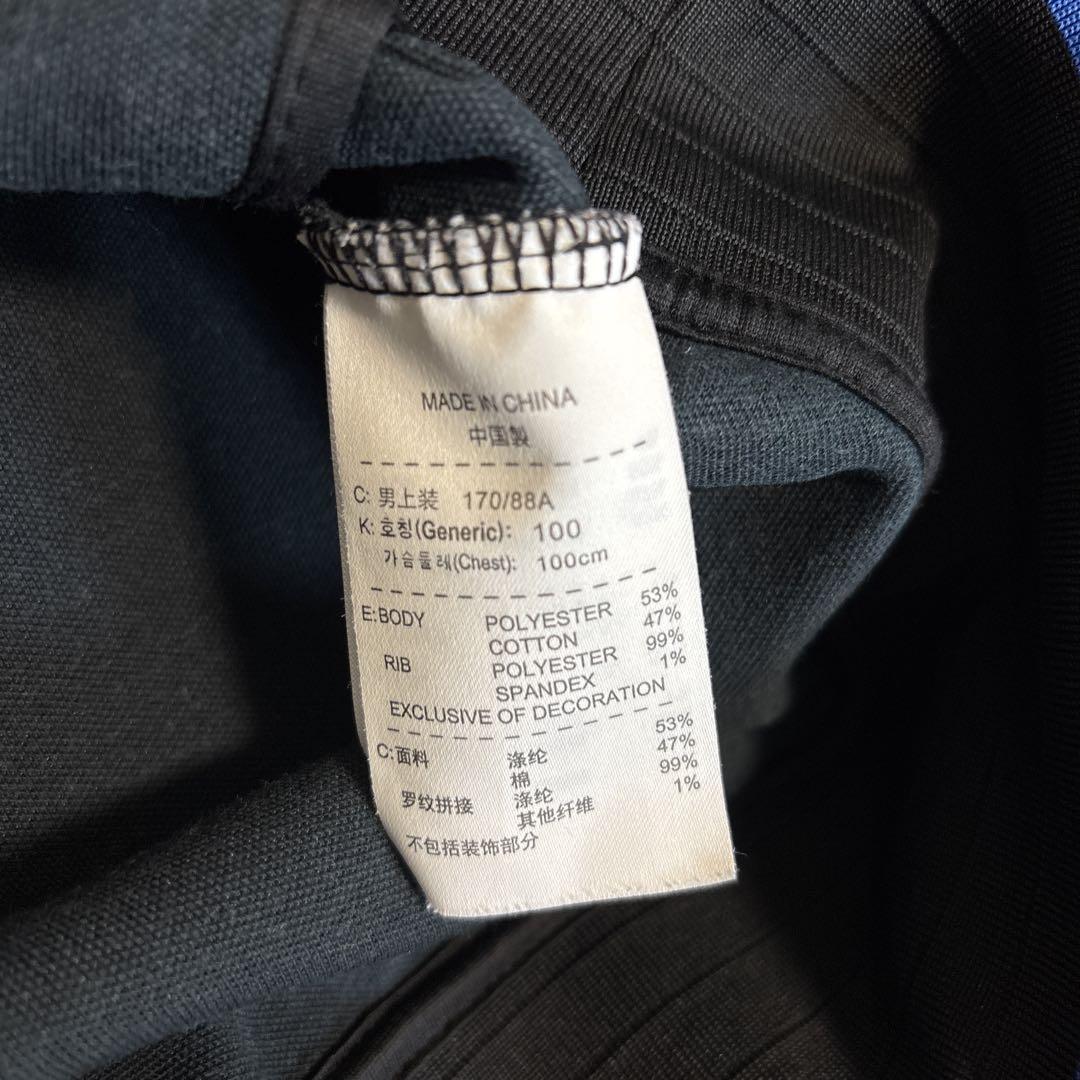 MADE IN CHINA
中国製
C: 男上装 170/88A
K: 호칭(Generic): 100
가슴둘레(Chest): 100cm
E: BODY POLYESTER 53%
COTTON 47%
RIB POLYESTER 99%
SPANDEX 1%
EXCLUSIVE OF DECORATION
C: 面料 涤纶 53%
棉 47%
罗纹拼接 涤纶 99%
其他纤维 1%
不包括装饰部分